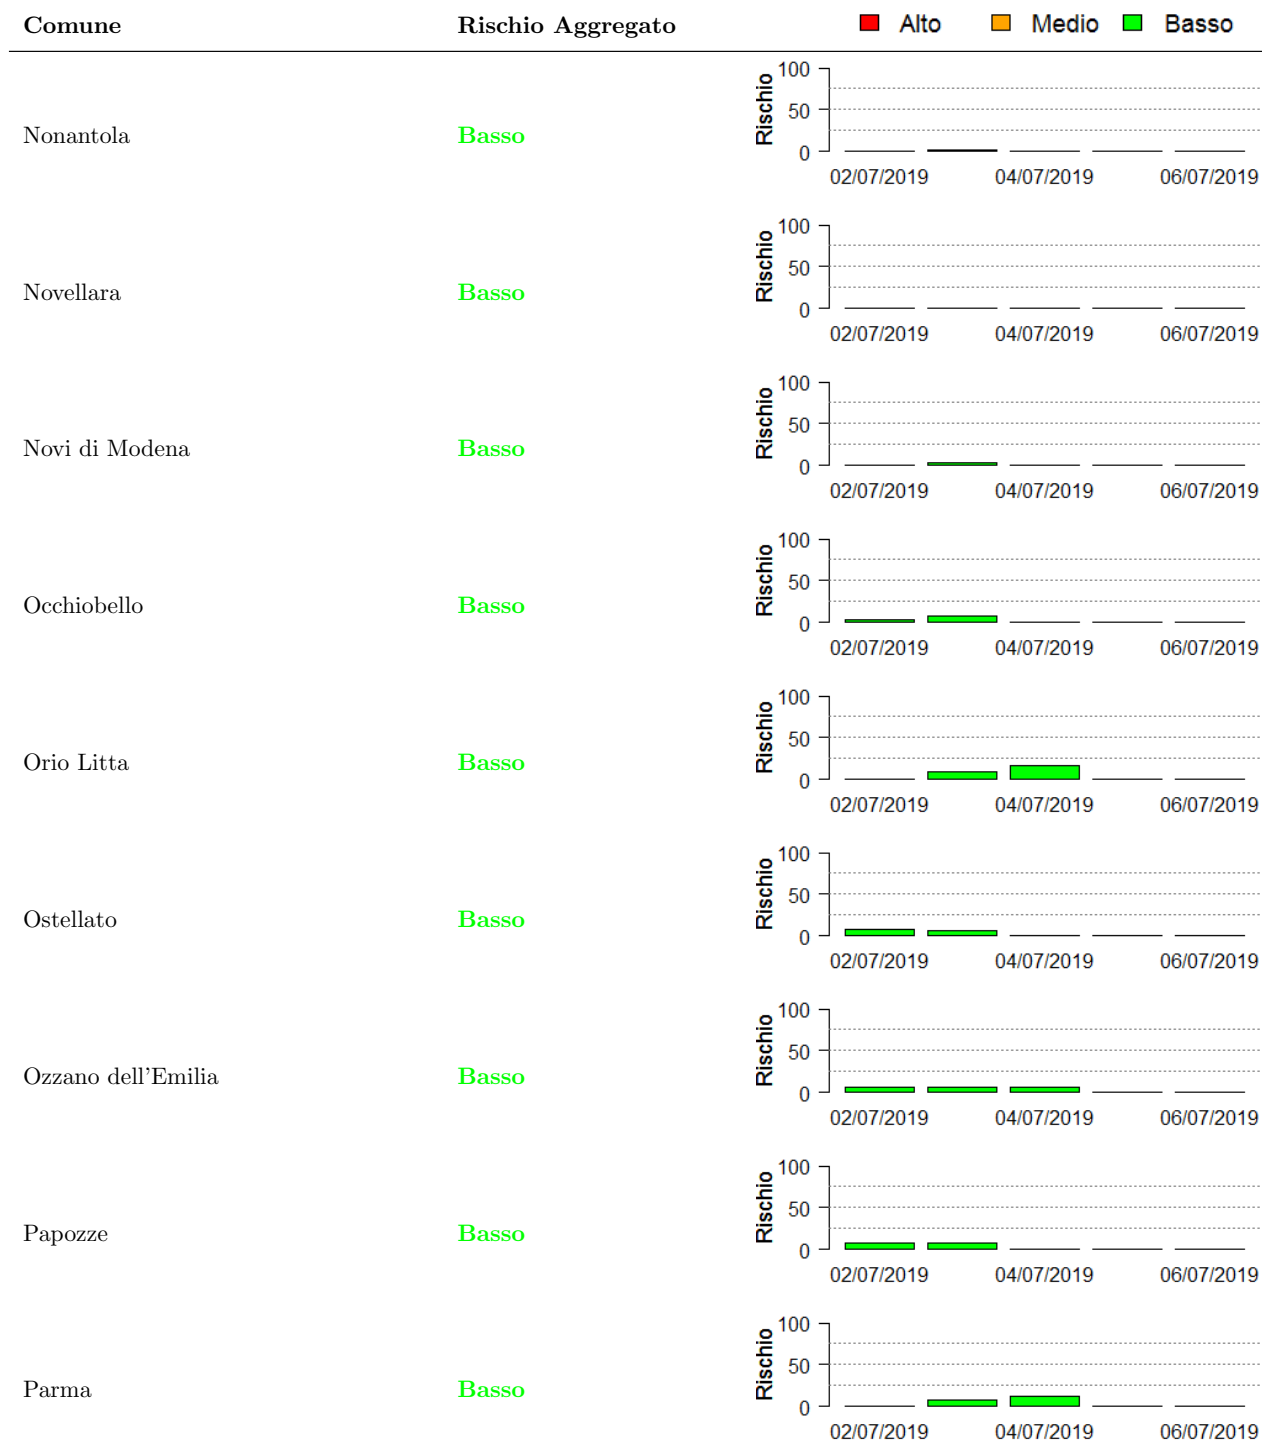 Comune Rischio Aggregato Alto Medio Basso
Nonantola Basso
Rischio
100
50
0
02/07/2019 04/07/2019 06/07/2019
Novellara Basso
Rischio
100
50
0
02/07/2019 04/07/2019 06/07/2019
Novi di Modena Basso
Rischio
100
50
0
02/07/2019 04/07/2019 06/07/2019
Occhiobello Basso
Rischio
100
50
0
02/07/2019 04/07/2019 06/07/2019
Orio Litta Basso
Rischio
100
50
0
02/07/2019 04/07/2019 06/07/2019
Ostellato Basso
Rischio
100
50
0
02/07/2019 04/07/2019 06/07/2019
Ozzano dell'Emilia Basso
Rischio
100
50
0
02/07/2019 04/07/2019 06/07/2019
Papozze Basso
Rischio
100
50
0
02/07/2019 04/07/2019 06/07/2019
Parma Basso
Rischio
100
50
0
02/07/2019 04/07/2019 06/07/2019